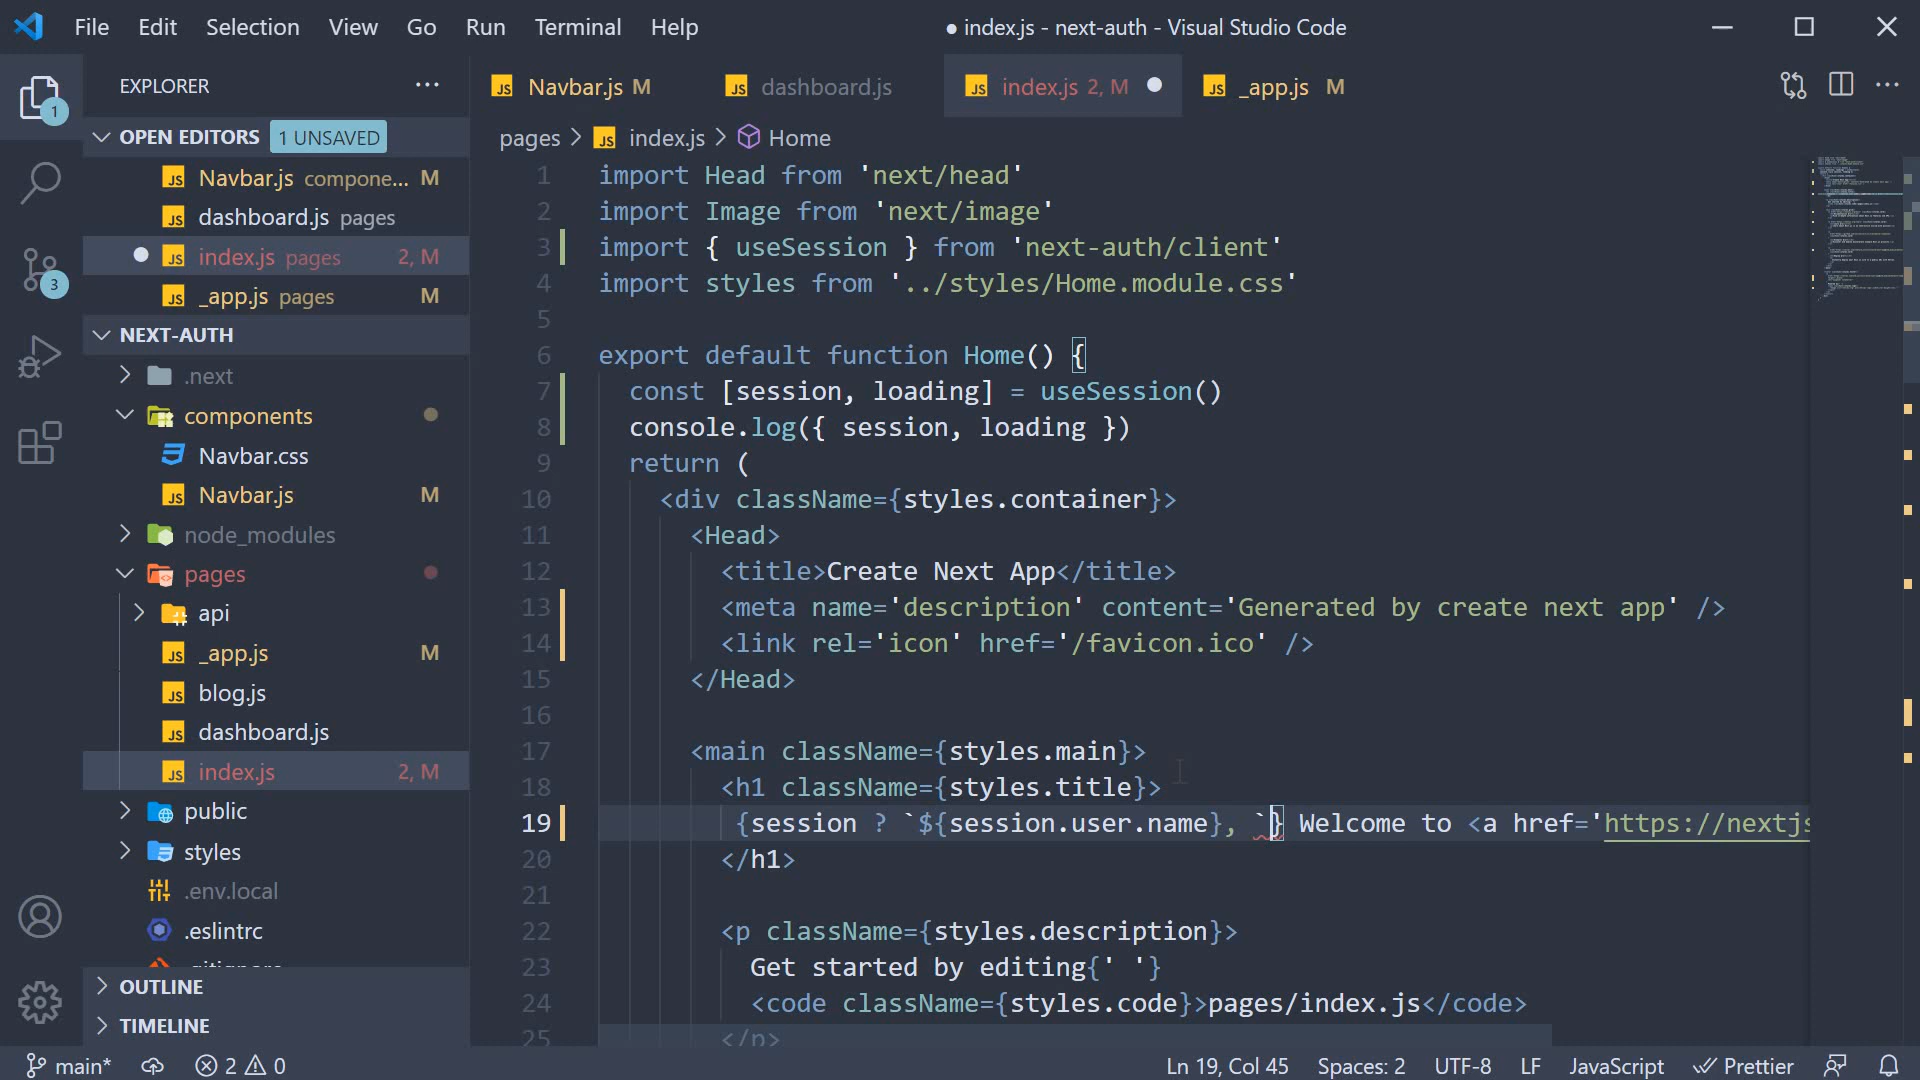 File Edit Selection View Go Run Terminal Help
● index.js - next-auth - Visual Studio Code
EXPLORER
OPEN EDITORS 1 UNSAVED
JS Navbar.js compone... M
JS dashboard.js pages
JS index.js pages 2, M
JS _app.js pages M
NEXT-AUTH
.next
components
Navbar.css
JS Navbar.js M
node_modules
pages
api
JS _app.js M
JS blog.js
JS dashboard.js
JS index.js 2, M
public
styles
.env.local
.eslintrc
.gitignore
OUTLINE
TIMELINE
1
3
JS Navbar.js M
JS dashboard.js
JS index.js 2, M
JS _app.js M
pages > JS index.js > Home
1 import Head from 'next/head'
2 import Image from 'next/image'
3 import { useSession } from 'next-auth/client'
4 import styles from '../styles/Home.module.css'
5
6 export default function Home() {
7 const [session, loading] = useSession()
8 console.log({ session, loading })
9 return (
10 <div className={styles.container}>
11 <Head>
12 <title>Create Next App</title>
13 <meta name='description' content='Generated by create next app' />
14 <link rel='icon' href='/favicon.ico' />
15 </Head>
16
17 <main className={styles.main}>
18 <h1 className={styles.title}>
19 {session ? `${session.user.name}, `} Welcome to <a href='https://nextjs
20 </h1>
21
22 <p className={styles.description}>
23 Get started by editing{' '}
24 <code className={styles.code}>pages/index.js</code>
25 </p>
main* 2 0
Ln 19, Col 45 Spaces: 2 UTF-8 LF JavaScript Prettier